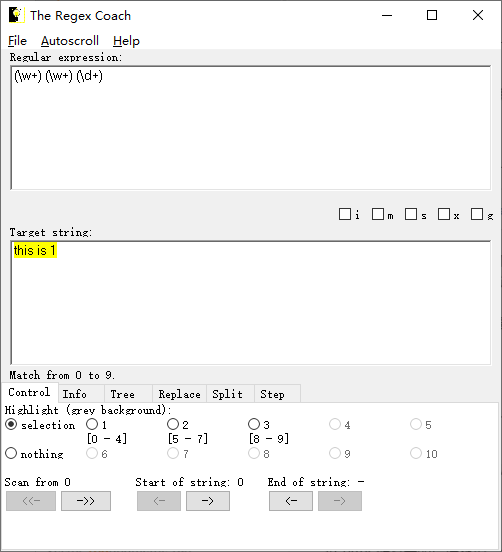 The Regex Coach
File Autoscroll Help
Regular expression:
(\w+) (\w+) (\d+)
i m s x g
Target string:
this is 1
Match from 0 to 9.
Control Info Tree Replace Split Step
Highlight (grey background):
selection 1 2 3 4 5
[0 - 4] [5 - 7] [8 - 9]
nothing 6 7 8 9 10
Scan from 0 Start of string: 0 End of string: -
<<- ->> <- -> <- ->